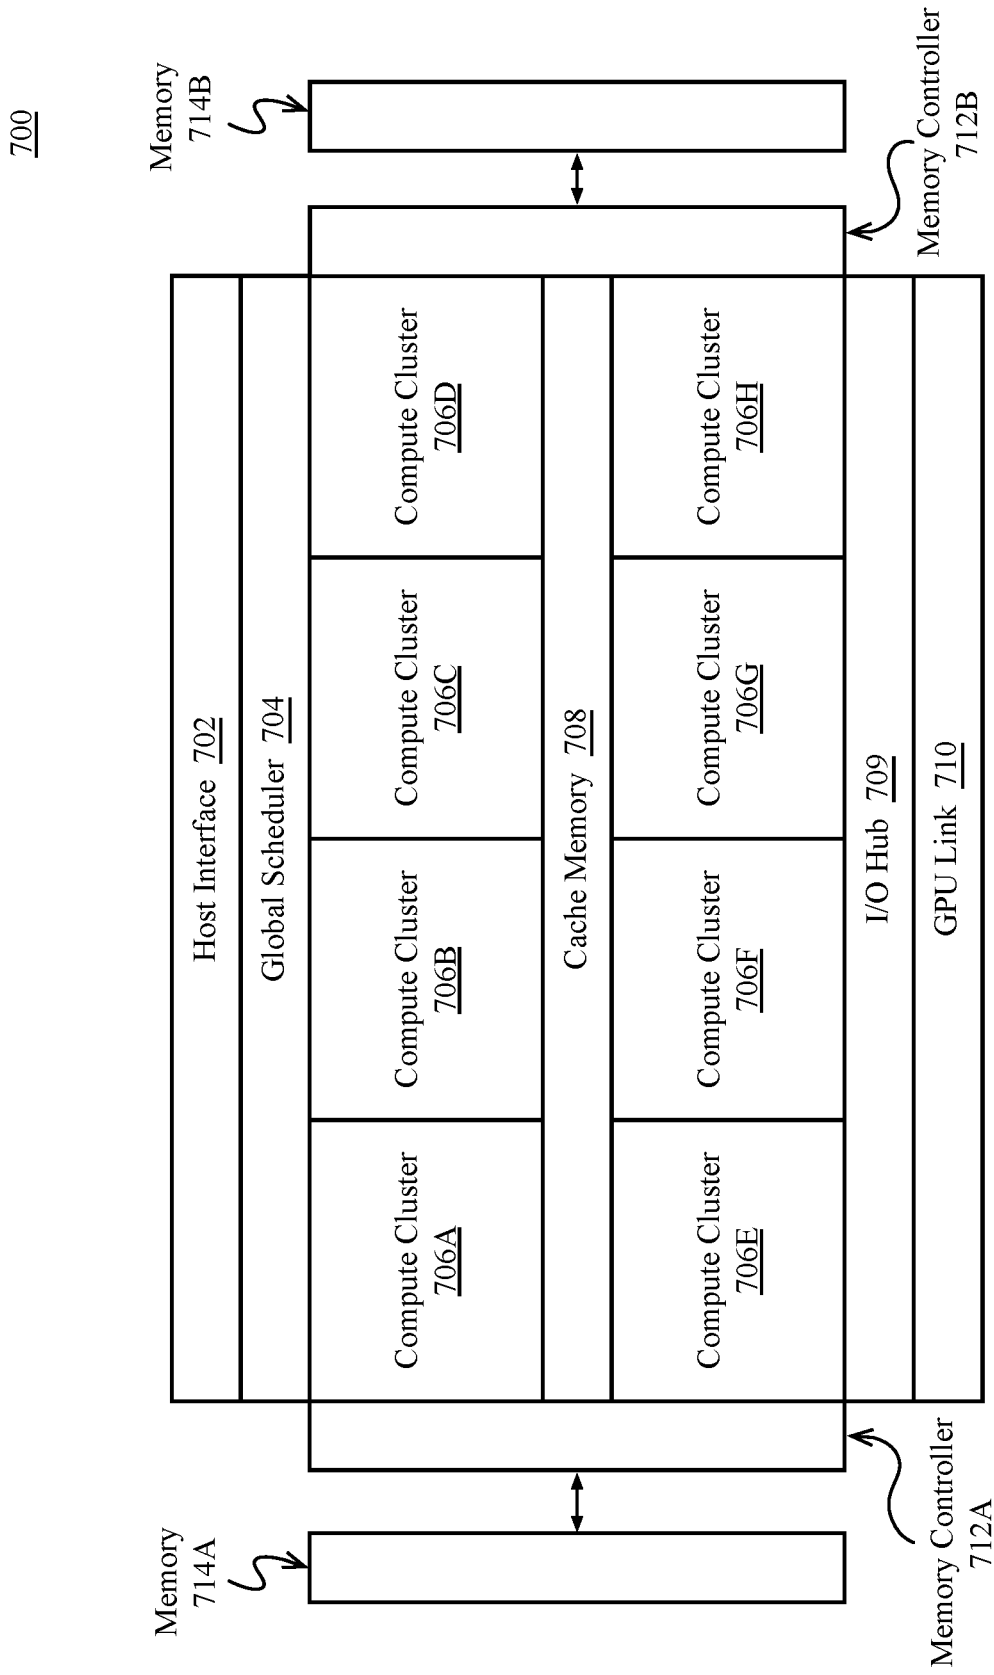 700
Host Interface 702
Global Scheduler 704
Memory
714A
Memory
714B
Compute Cluster
706A
Compute Cluster
706B
Compute Cluster
706C
Compute Cluster
706D
Cache Memory 708
Compute Cluster
706E
Compute Cluster
706F
Compute Cluster
706G
Compute Cluster
706H
I/O Hub 709
GPU Link 710
Memory Controller
712A
Memory Controller
712B